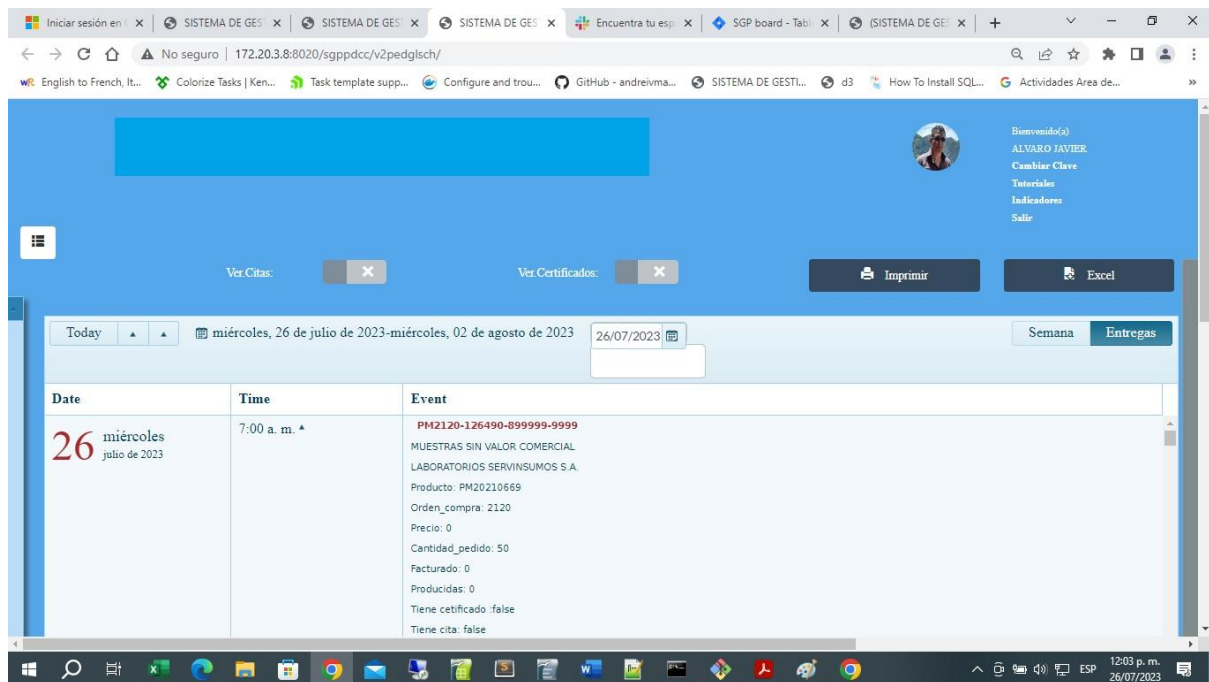 Iniciar sesión en
SISTEMA DE GES
SISTEMA DE GES
SISTEMA DE GES
Encuentra tu esp
SGP board - Tabl
(SISTEMA DE GES
No seguro | 172.20.3.8:8020/sgppdcc/v2pedglsch/
English to French, It...
Colorize Tasks | Ken...
Task template supp...
Configure and trou...
GitHub - andreivma...
SISTEMA DE GESTI...
d3
How To Install SQL...
Actividades Area de...
»
Bienvenido(a)
ALVARO JAVIER
Cambiar Clave
Tutoriales
Indicadores
Salir
Ver.Citas:
Ver.Certificados:
Imprimir
Excel
Today
miércoles, 26 de julio de 2023-miércoles, 02 de agosto de 2023
26/07/2023
Semana
Entregas
Date Time Event
26 miércoles
julio de 2023
7:00 a. m.
PM2120-126490-899999-9999
MUESTRAS SIN VALOR COMERCIAL
LABORATORIOS SERVINSUMOS S.A.
Producto: PM20210669
Orden_compra: 2120
Precio: 0
Cantidad_pedido: 50
Facturado: 0
Producidas: 0
Tiene cetificado :false
Tiene cita: false
ESP
12:03 p. m.
26/07/2023